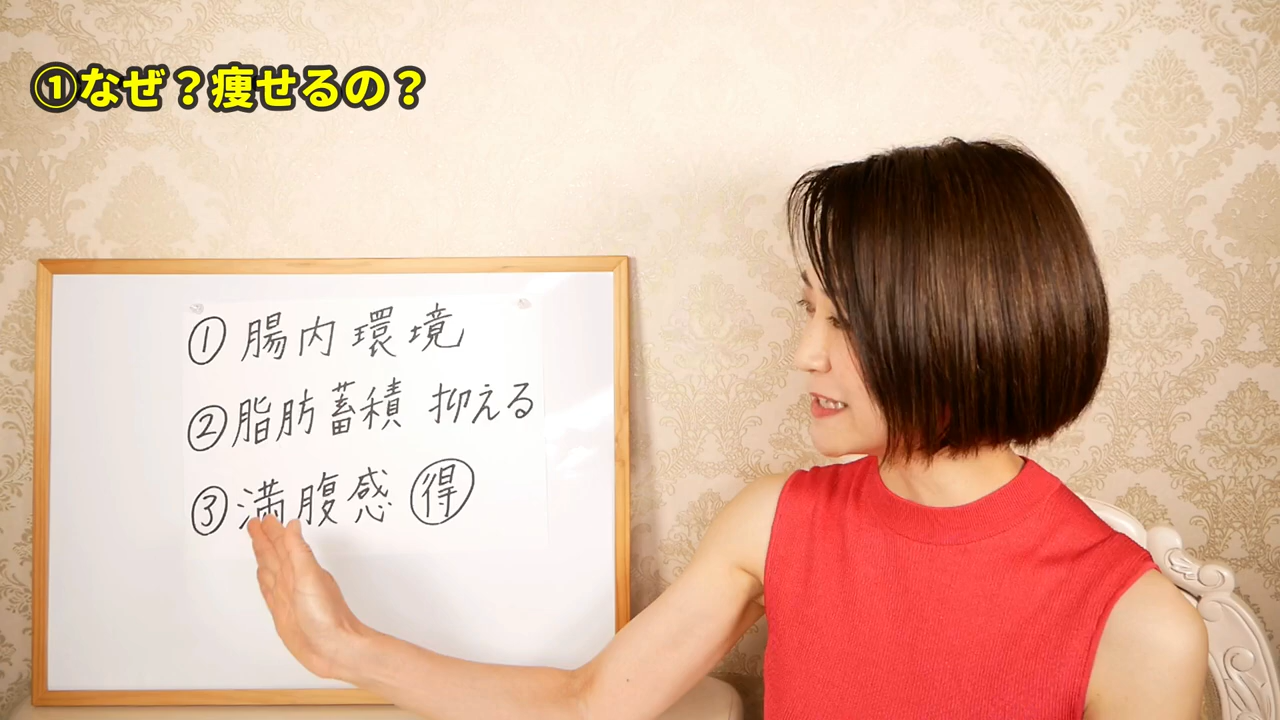 ①なぜ？痩せるの？
①腸内環境
②脂肪蓄積 抑える
③満腹感 得